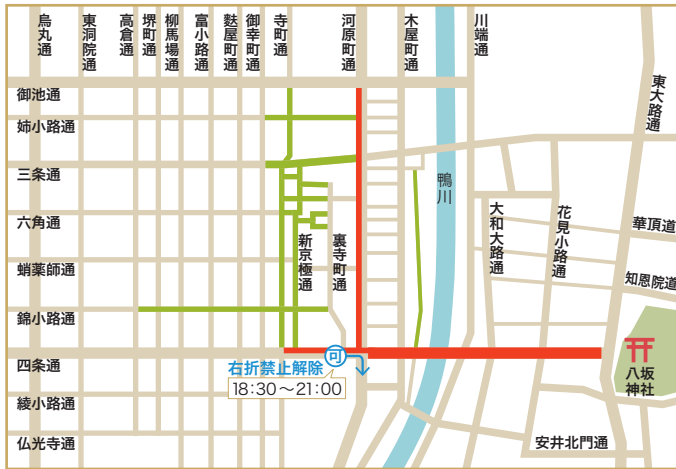 烏丸通
東洞院通
高倉通
堺町通
柳馬場通
富小路通
麩屋町通
御幸町通
寺町通
河原町通
木屋町通
川端通
東大路通
御池通
姉小路通
三条通
六角通
蛸薬師通
錦小路通
四条通
綾小路通
仏光寺通
新京極通
裏寺町通
鴨川
大和大路通
花見小路通
華頂道
知恩院道
八坂
神社
安井北門通
可
右折禁止解除
18:30~21:00